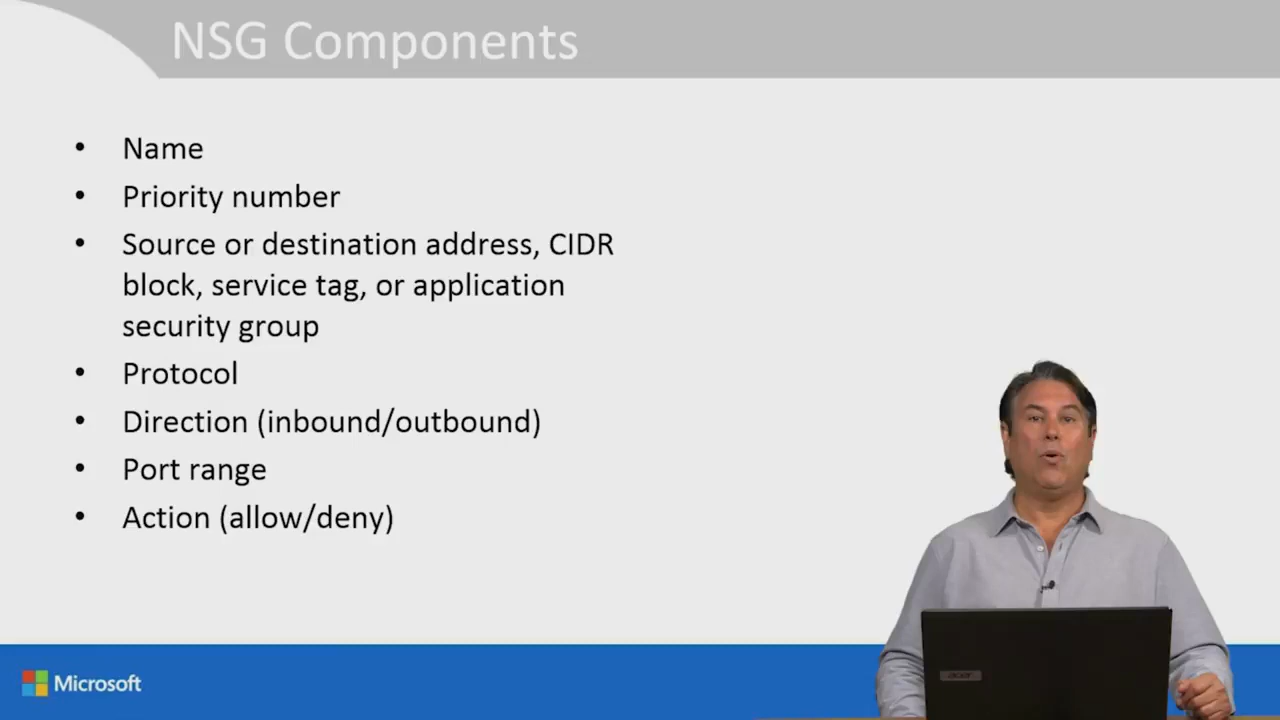 NSG Components
• Name
• Priority number
• Source or destination address, CIDR
block, service tag, or application
security group
• Protocol
• Direction (inbound/outbound)
• Port range
• Action (allow/deny)
Microsoft
acer